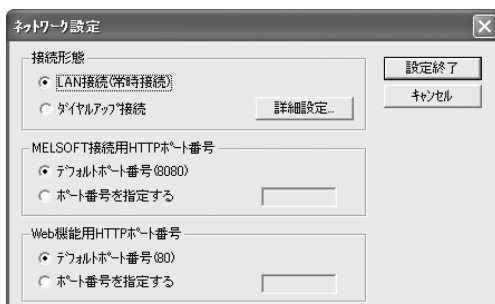 ﾈｯﾄﾜｰｸ設定
接続形態
LAN接続(常時接続)
ﾀﾞｲﾔﾙｱｯﾌﾟ接続
詳細設定...
設定終了
ｷｬﾝｾﾙ
MELSOFT接続用HTTPﾎﾟｰﾄ番号
ﾃﾞﾌｫﾙﾄﾎﾟｰﾄ番号(8080)
ﾎﾟｰﾄ番号を指定する
Web機能用HTTPﾎﾟｰﾄ番号
ﾃﾞﾌｫﾙﾄﾎﾟｰﾄ番号(80)
ﾎﾟｰﾄ番号を指定する